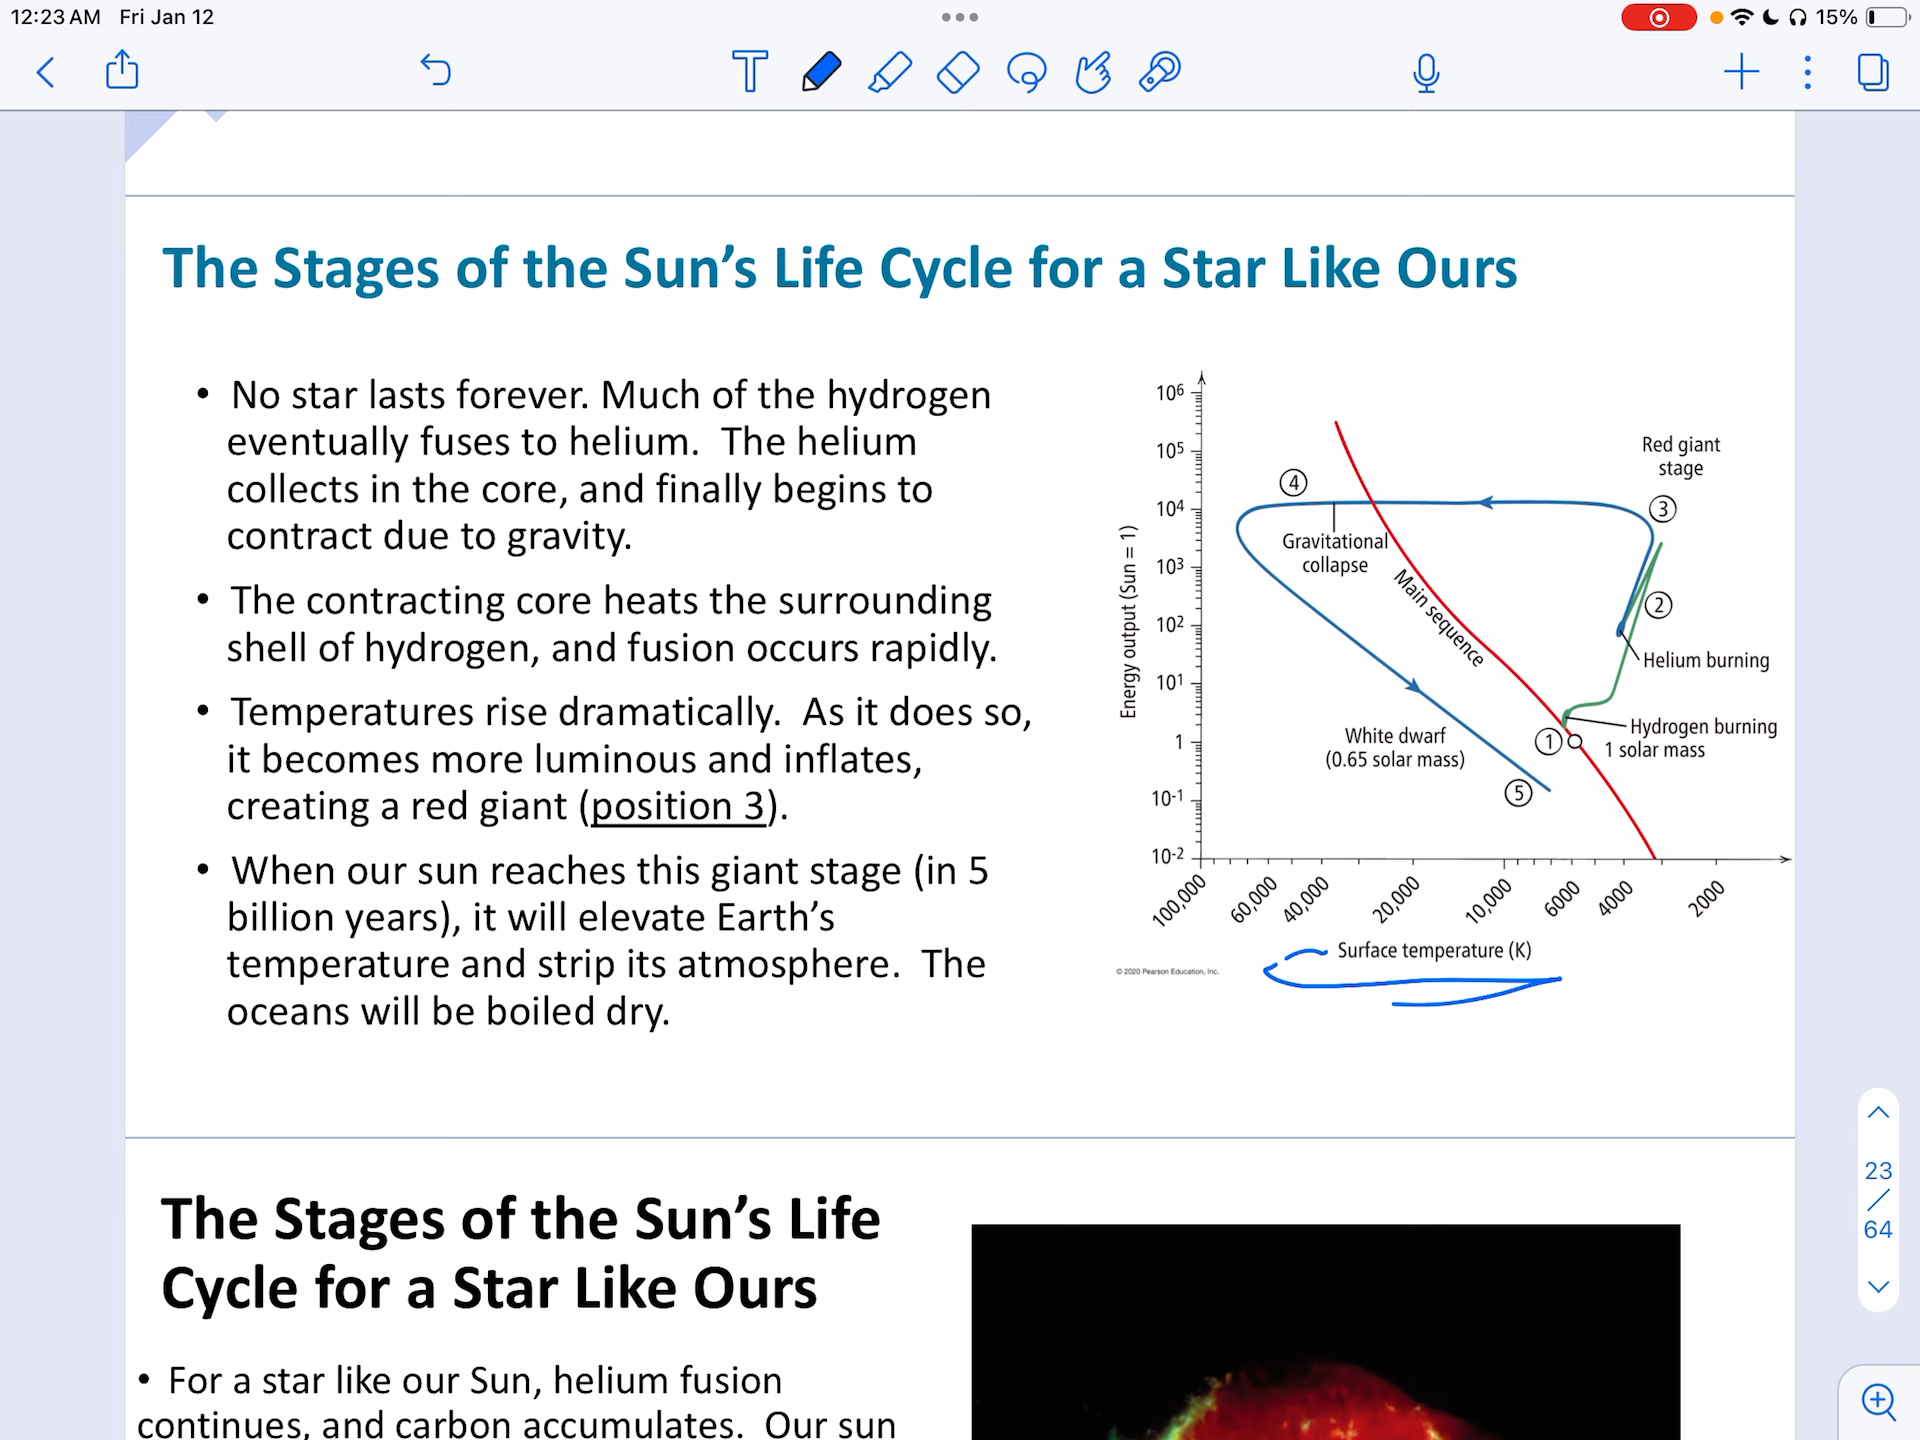 12:23 AM Fri Jan 12
15%
The Stages of the Sun's Life Cycle for a Star Like Ours
• No star lasts forever. Much of the hydrogen
eventually fuses to helium. The helium
collects in the core, and finally begins to
contract due to gravity.
• The contracting core heats the surrounding
shell of hydrogen, and fusion occurs rapidly.
• Temperatures rise dramatically. As it does so,
it becomes more luminous and inflates,
creating a red giant (position 3).
• When our sun reaches this giant stage (in 5
billion years), it will elevate Earth's
temperature and strip its atmosphere. The
oceans will be boiled dry.
Energy output (Sun = 1)
10⁶
10⁵
10⁴
10³
10²
10¹
1
10⁻¹
10⁻²
Red giant
stage
4
3
Gravitational
collapse
Main sequence
2
Helium burning
Hydrogen burning
1 solar mass
1
White dwarf
(0.65 solar mass)
5
100,000 60,000 40,000 20,000 10,000 6000 4000 2000
Surface temperature (K)
© 2020 Pearson Education, Inc.
23
/
64
The Stages of the Sun's Life
Cycle for a Star Like Ours
• For a star like our Sun, helium fusion
continues, and carbon accumulates. Our sun